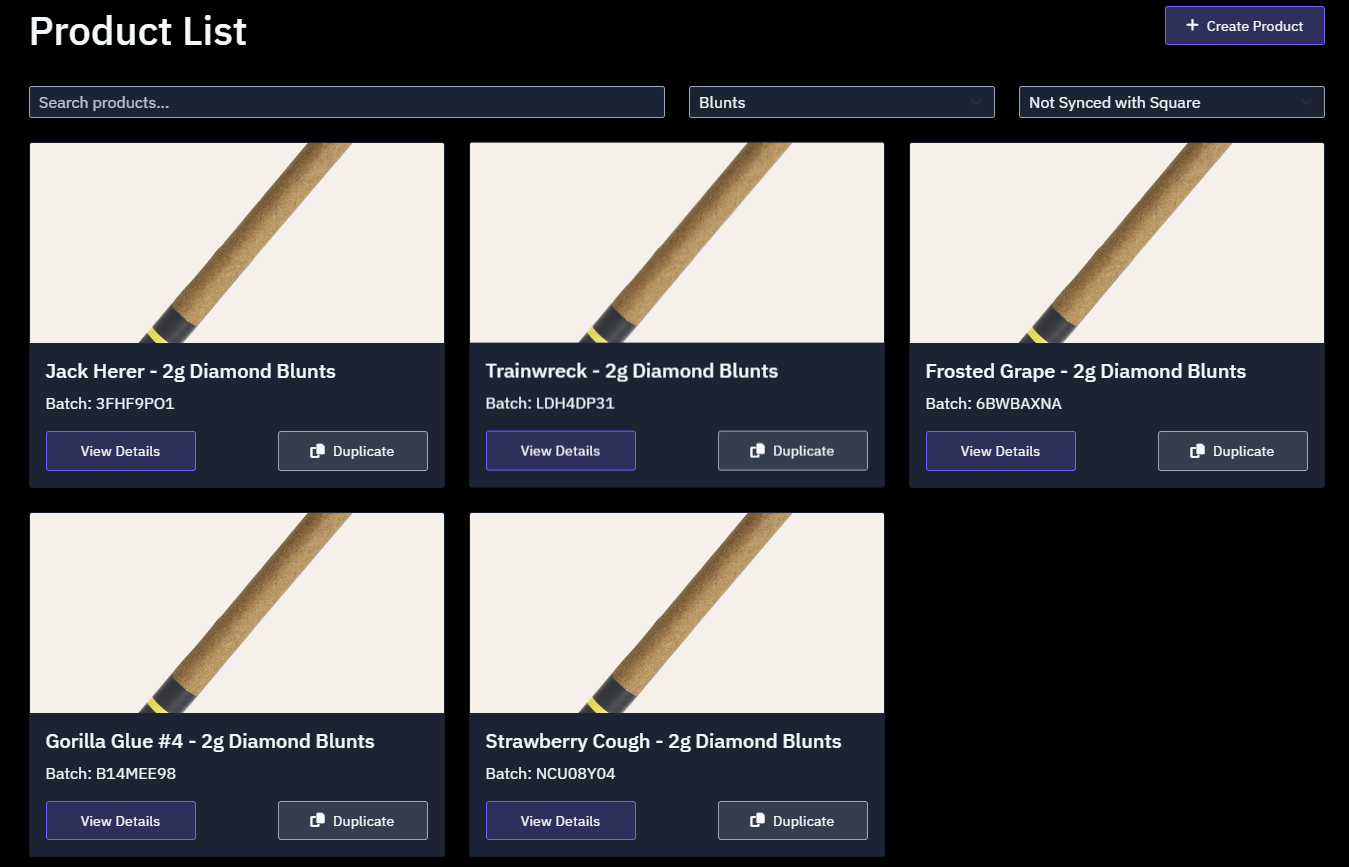 Product List
Create Product
Search products...
Blunts
Not Synced with Square
Jack Herer - 2g Diamond Blunts
Batch: 3FHF9PO1
View Details
Duplicate
Trainwreck - 2g Diamond Blunts
Batch: LDH4DP31
View Details
Duplicate
Frosted Grape - 2g Diamond Blunts
Batch: 6BWBAXNA
View Details
Duplicate
Gorilla Glue #4 - 2g Diamond Blunts
Batch: B14MEE98
View Details
Duplicate
Strawberry Cough - 2g Diamond Blunts
Batch: NCU08Y04
View Details
Duplicate